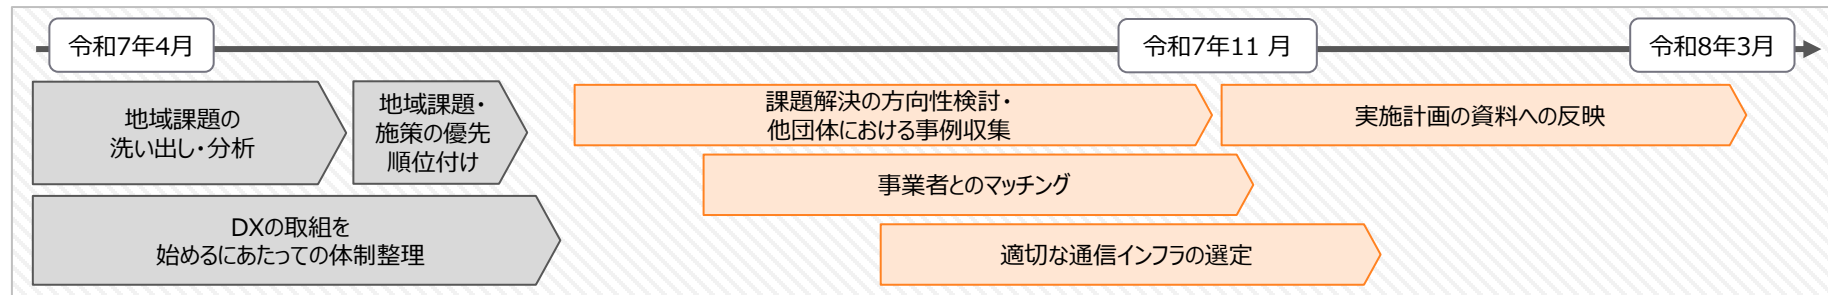 令和7年4月
令和7年11 月
令和8年3月
地域課題の
洗い出し・分析
地域課題・
施策の優先
順位付け
課題解決の方向性検討・
他団体における事例収集
実施計画の資料への反映
事業者とのマッチング
DXの取組を
始めるにあたっての体制整理
適切な通信インフラの選定